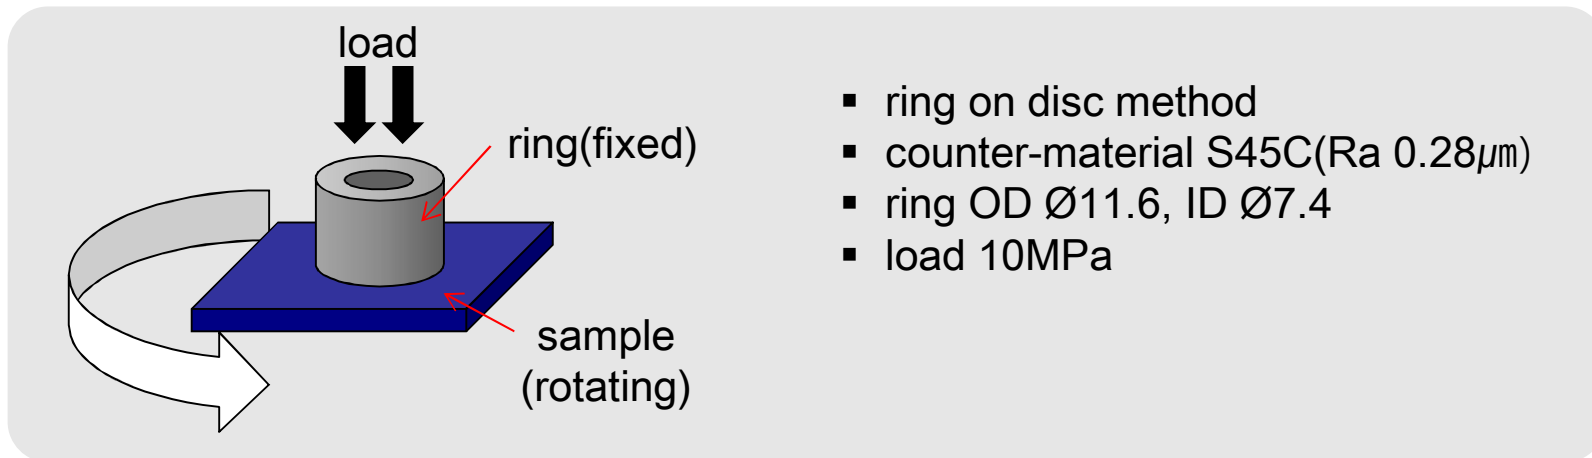 load
ring(fixed)
sample
(rotating)
▪ ring on disc method
▪ counter-material S45C(Ra 0.28㎛)
▪ ring OD Ø11.6, ID Ø7.4
▪ load 10MPa